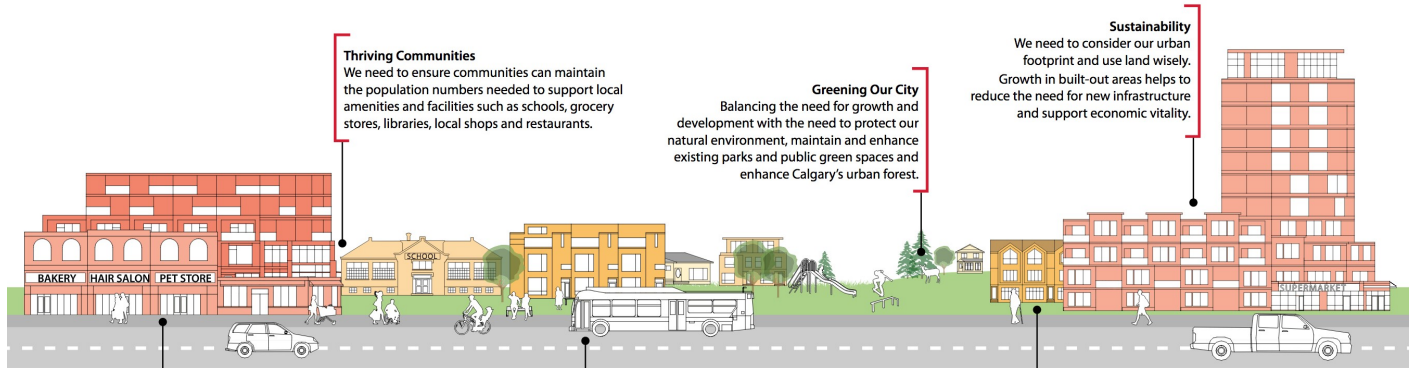 Thriving Communities
We need to ensure communities can maintain
the population numbers needed to support local
amenities and facilities such as schools, grocery
stores, libraries, local shops and restaurants.
Greening Our City
Balancing the need for growth and
development with the need to protect our
natural environment, maintain and enhance
existing parks and public green spaces and
enhance Calgary's urban forest.
Sustainability
We need to consider our urban
footprint and use land wisely.
Growth in built-out areas helps to
reduce the need for new infrastructure
and support economic vitality.
BAKERY
HAIR SALON
PET STORE
SCHOOL
SUPERMARKET